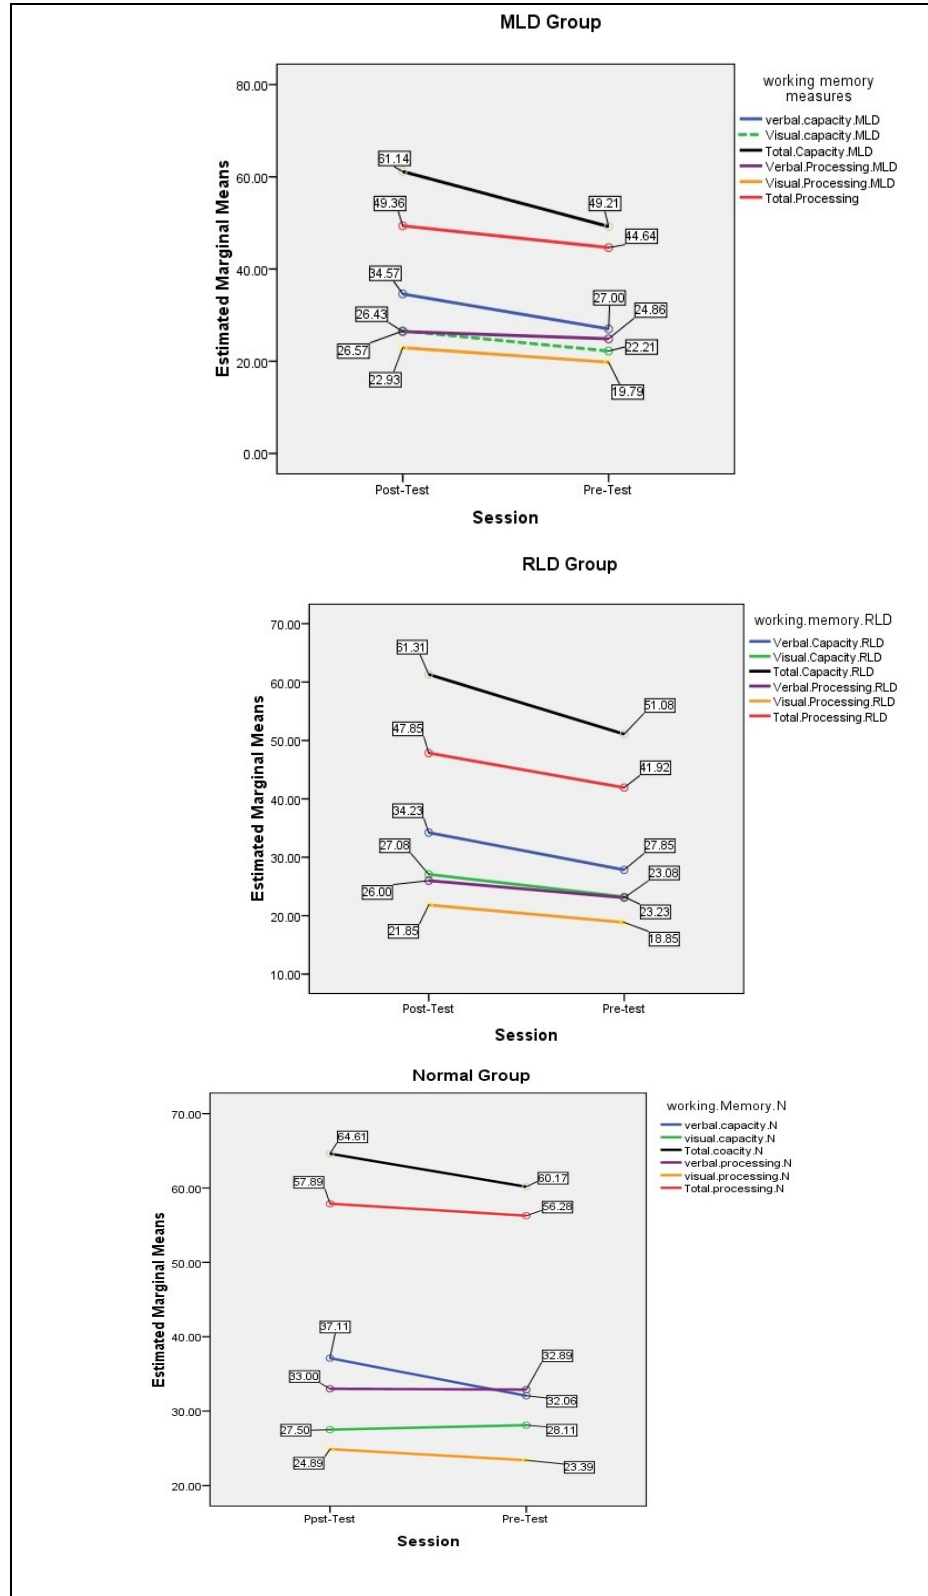 MLD Group
working memory
measures
verbal.capacity.MLD
Visual.capacity.MLD
Total.Capacity.MLD
Verbal.Processing.MLD
Visual.Processing.MLD
Total.Processing
Estimated Marginal Means
80.00
60.00
40.00
20.00
0.00
61.14
49.21
49.36
44.64
34.57
27.00
26.43
24.86
26.57
22.21
22.93
19.79
Post-Test
Pre-Test
Session
RLD Group
working.memory.RLD
Verbal.Capacity.RLD
Visual.Capacity.RLD
Total.Capacity.RLD
Verbal.Processing.RLD
Visual.Processing.RLD
Total.Processing.RLD
Estimated Marginal Means
70.00
60.00
50.00
40.00
30.00
20.00
10.00
61.31
51.08
47.85
41.92
34.23
27.85
27.08
23.08
26.00
23.23
21.85
18.85
Post-Test
Pre-test
Session
Normal Group
working.Memory.N
verbal.capacity.N
visual.capacity.N
Total.coacity.N
verbal.processing.N
visual.processing.N
Total.processing.N
Estimated Marginal Means
70.00
60.00
50.00
40.00
30.00
20.00
64.61
60.17
57.89
56.28
37.11
32.89
33.00
32.06
27.50
28.11
24.89
23.39
Ppst-Test
Pre-Test
Session